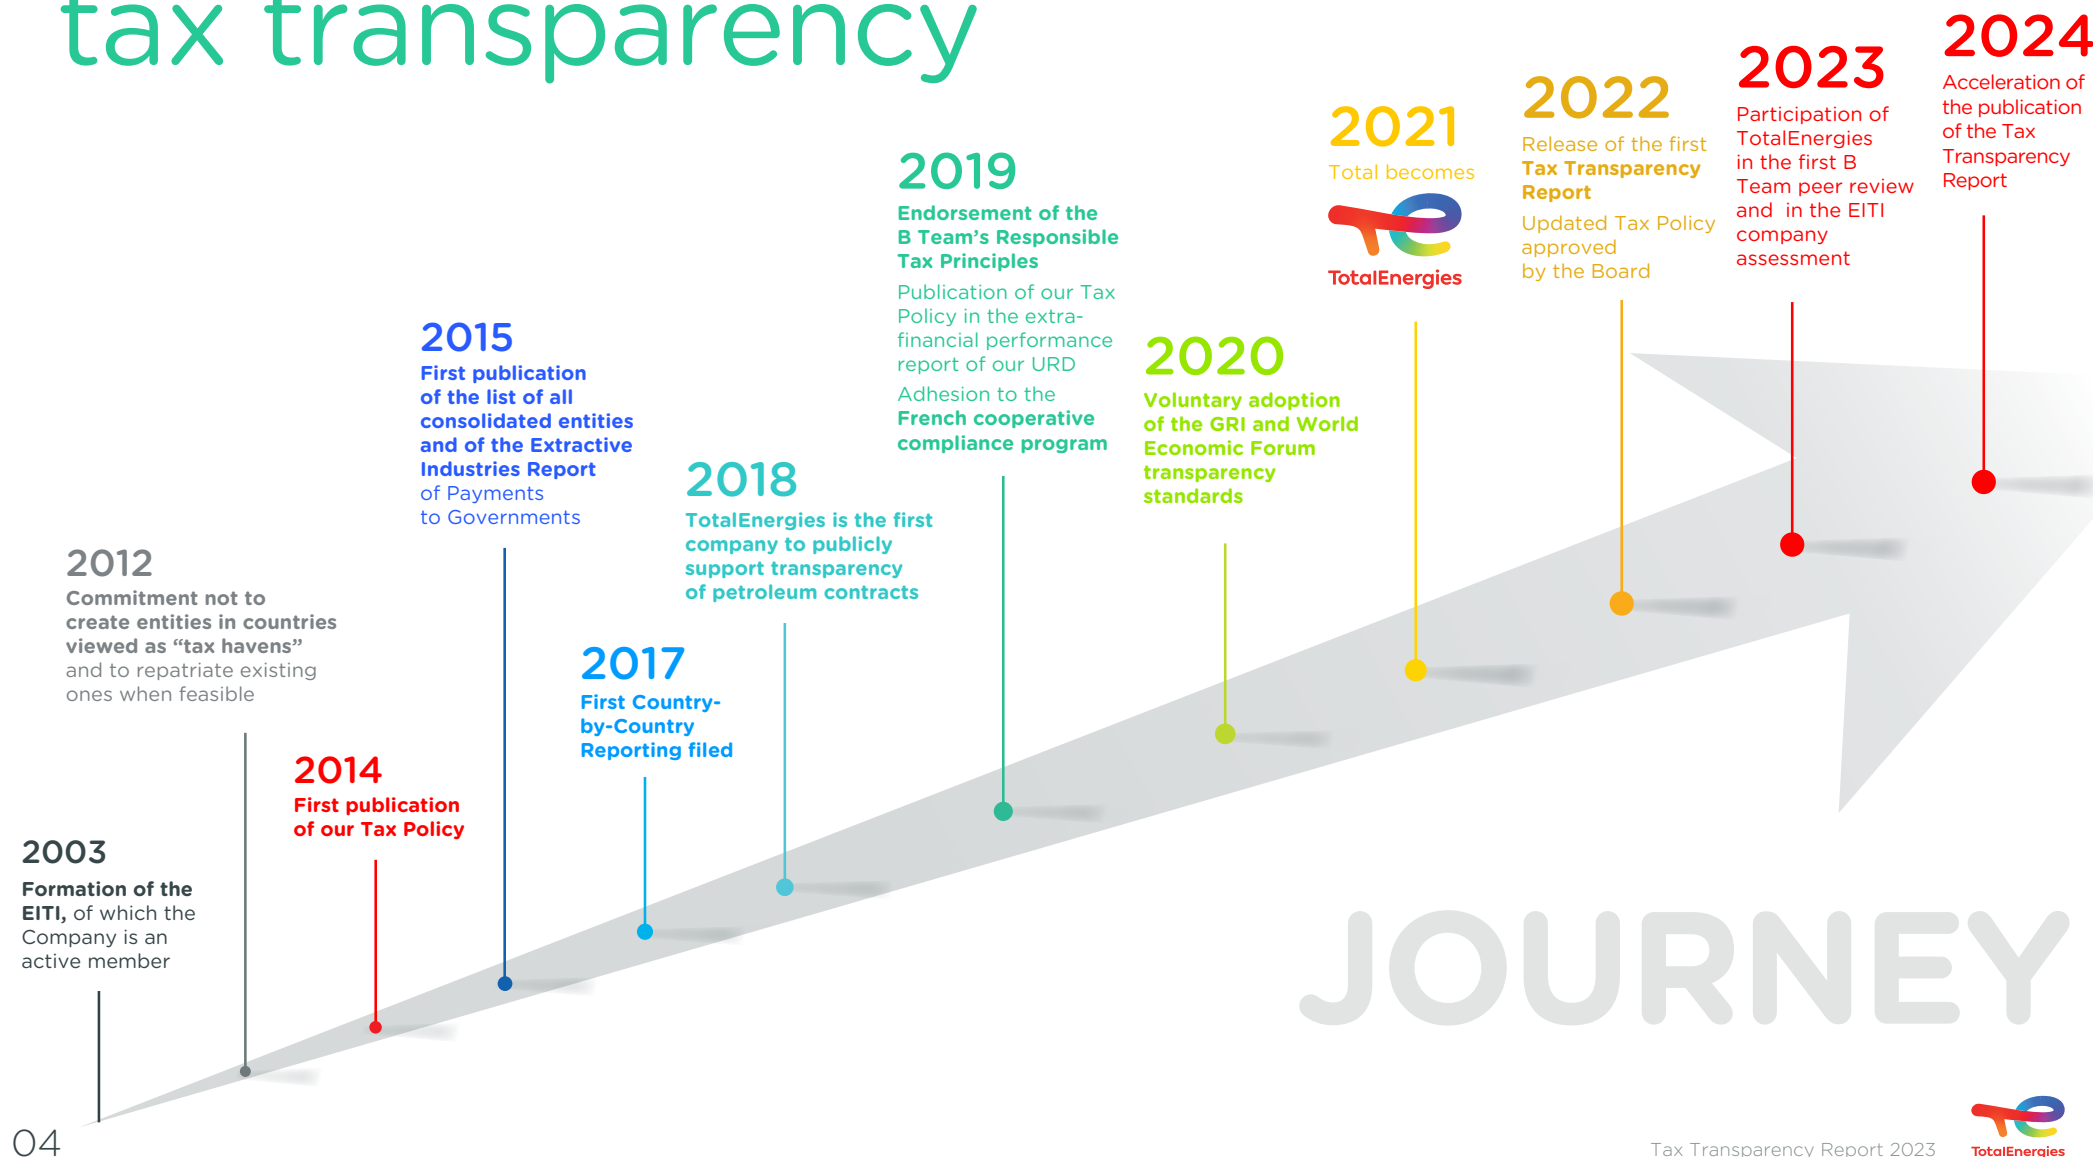 tax transparency
2003
Formation of the
EITI, of which the
Company is an
active member
2012
Commitment not to
create entities in countries
viewed as “tax havens”
and to repatriate existing
ones when feasible
2014
First publication
of our Tax Policy
2015
First publication
of the list of all
consolidated entities
and of the Extractive
Industries Report
of Payments
to Governments
2017
First Country-
by-Country
Reporting filed
2018
TotalEnergies is the first
company to publicly
support transparency
of petroleum contracts
2019
Endorsement of the
B Team’s Responsible
Tax Principles
Publication of our Tax
Policy in the extra-
financial performance
report of our URD
Adhesion to the
French cooperative
compliance program
2020
Voluntary adoption
of the GRI and World
Economic Forum
transparency
standards
2021
Total becomes
TotalEnergies
2022
Release of the first
Tax Transparency
Report
Updated Tax Policy
approved
by the Board
2023
Participation of
TotalEnergies
in the first B
Team peer review
and in the EITI
company
assessment
2024
Acceleration of
the publication
of the Tax
Transparency
Report
JOURNEY
04
Tax Transparency Report 2023
TotalEnergies